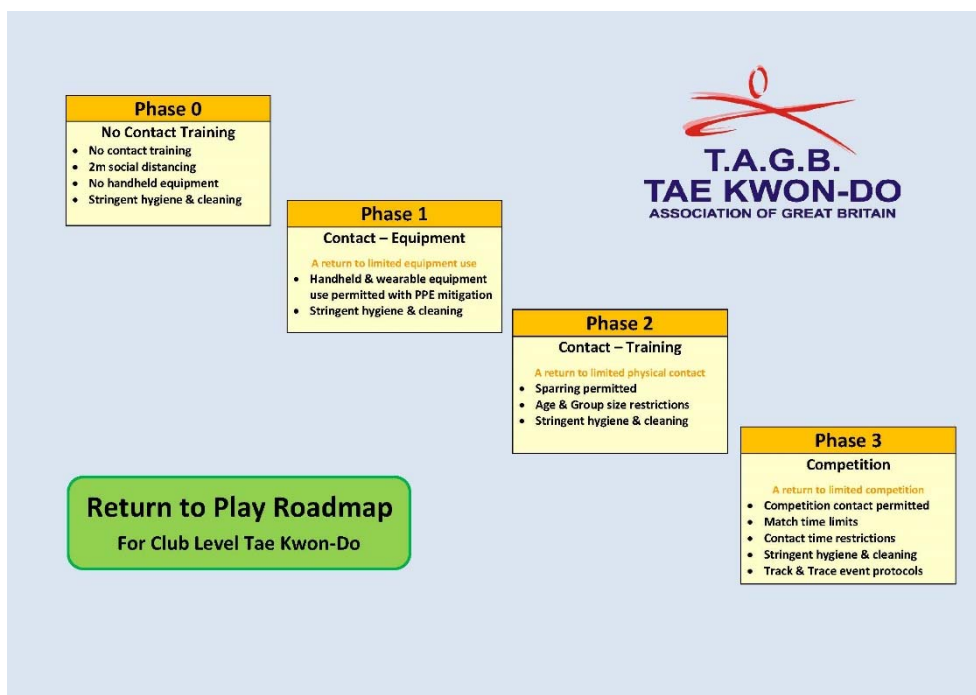 Phase 0
No Contact Training
• No contact training
• 2m social distancing
• No handheld equipment
• Stringent hygiene & cleaning
T.A.G.B.
TAE KWON-DO
ASSOCIATION OF GREAT BRITAIN
Phase 1
Contact – Equipment
A return to limited equipment use
• Handheld & wearable equipment
use permitted with PPE mitigation
• Stringent hygiene & cleaning
Phase 2
Contact – Training
A return to limited physical contact
• Sparring permitted
• Age & Group size restrictions
• Stringent hygiene & cleaning
Phase 3
Competition
A return to limited competition
• Competition contact permitted
• Match time limits
• Contact time restrictions
• Stringent hygiene & cleaning
• Track & Trace event protocols
Return to Play Roadmap
For Club Level Tae Kwon-Do